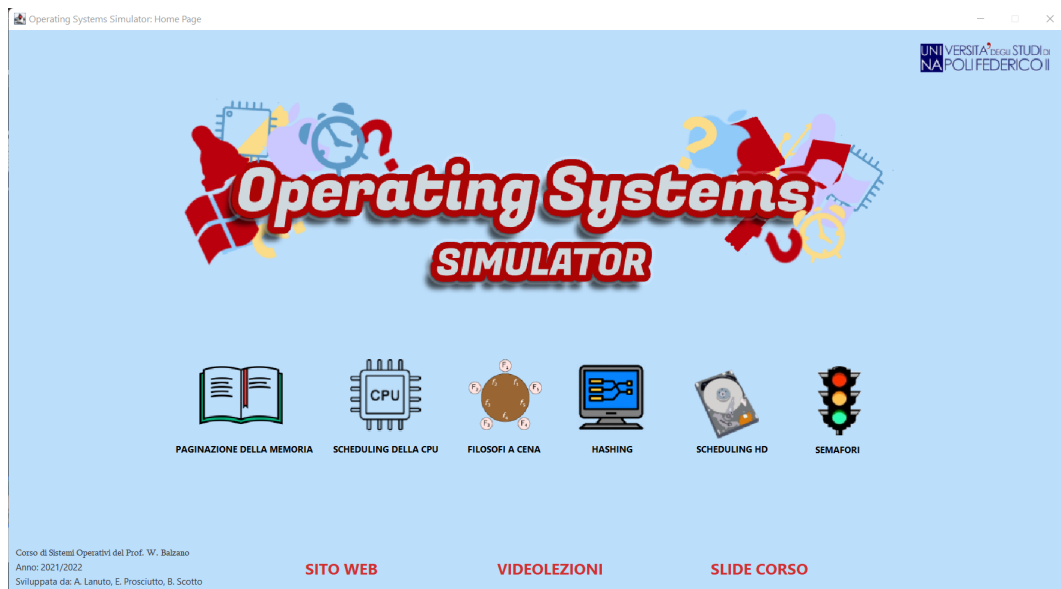 Operating Systems Simulator: Home Page
UNIVERSITA' DEGLI STUDI DI
NAPOLI FEDERICO II
Operating Systems
SIMULATOR
CPU
PAGINAZIONE DELLA MEMORIA
SCHEDULING DELLA CPU
FILOSOFI A CENA
HASHING
SCHEDULING HD
SEMAFORI
Corso di Sistemi Operativi del Prof. W. Balzano
Anno: 2021/2022
Sviluppata da: A. Lanuto, E. Prosciutto, B. Scotto
SITO WEB
VIDEOLEZIONI
SLIDE CORSO